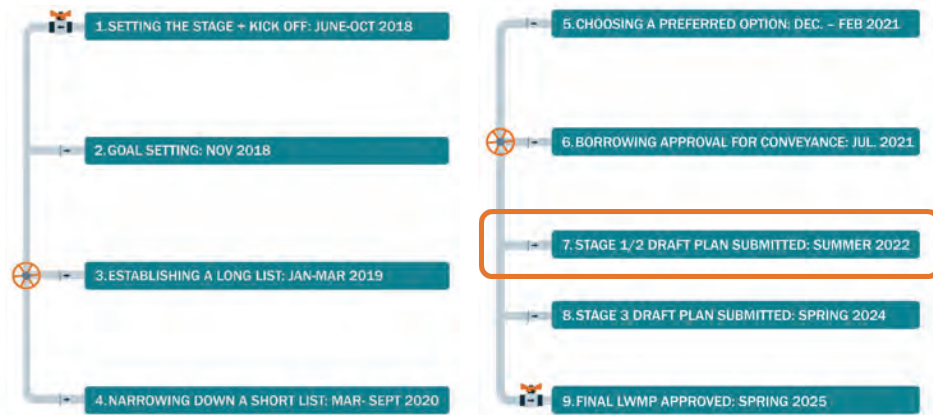 1.SETTING THE STAGE + KICK OFF: JUNE-OCT 2018
2.GOAL SETTING: NOV 2018
3.ESTABLISHING A LONG LIST: JAN-MAR 2019
4.NARROWING DOWN A SHORT LIST: MAR- SEPT 2020
5.CHOOSING A PREFERRED OPTION: DEC. – FEB 2021
6.BORROWING APPROVAL FOR CONVEYANCE: JUL. 2021
7.STAGE 1/2 DRAFT PLAN SUBMITTED: SUMMER 2022
8.STAGE 3 DRAFT PLAN SUBMITTED: SPRING 2024
9.FINAL LWMP APPROVED: SPRING 2025